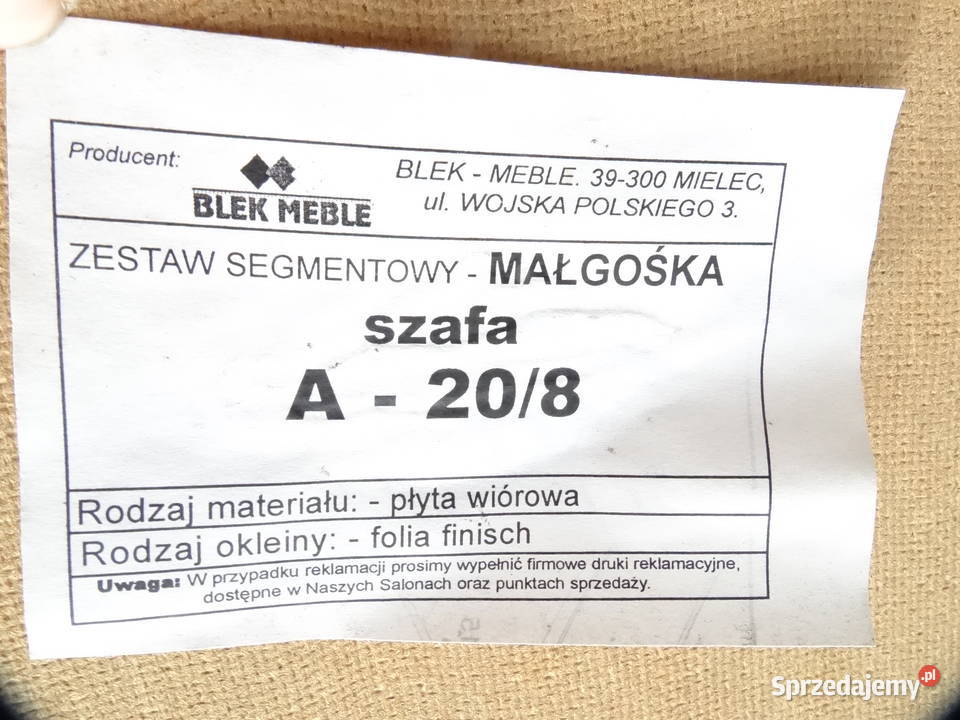 Producent:
BLEK MEBLE
BLEK - MEBLE. 39-300 MIELEC,
ul. WOJSKA POLSKIEGO 3.
ZESTAW SEGMENTOWY - MAŁGOŚKA
szafa
A - 20/8
Rodzaj materiału: - płyta wiórowa
Rodzaj okleiny: - folia finisch
Uwaga: W przypadku reklamacji prosimy wypełnić firmowe druki reklamacyjne,
dostępne w Naszych Salonach oraz punktach sprzedaży.
Sprzedajemy.pl